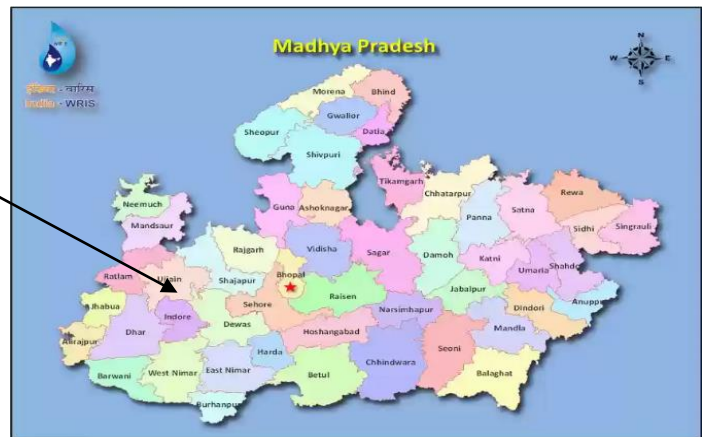 Madhya Pradesh
N
W E
S
इंडिया - वारिस
India - WRIS
Morena
Bhind
Gwalior
Sheopur
Datia
Shivpuri
Tikamgarh
Chhatarpur
Rewa
Neemuch
Guna
Ashoknagar
Panna
Satna
Mandsaur
Sidhi
Singrauli
Rajgarh
Vidisha
Sagar
Damoh
Katni
Umaria
Shahdo
Ratlam
Ujjain
Shajapur
Bhopal
Raisen
Jabalpur
Anuppu
Jhabua
Indore
Sehore
Narsimhapur
Dindori
Dhar
Dewas
Hoshangabad
Mandla
Alirajpur
Harda
Chhindwara
Seoni
Barwani
West Nimar
East Nimar
Betul
Balaghat
Burhanpur